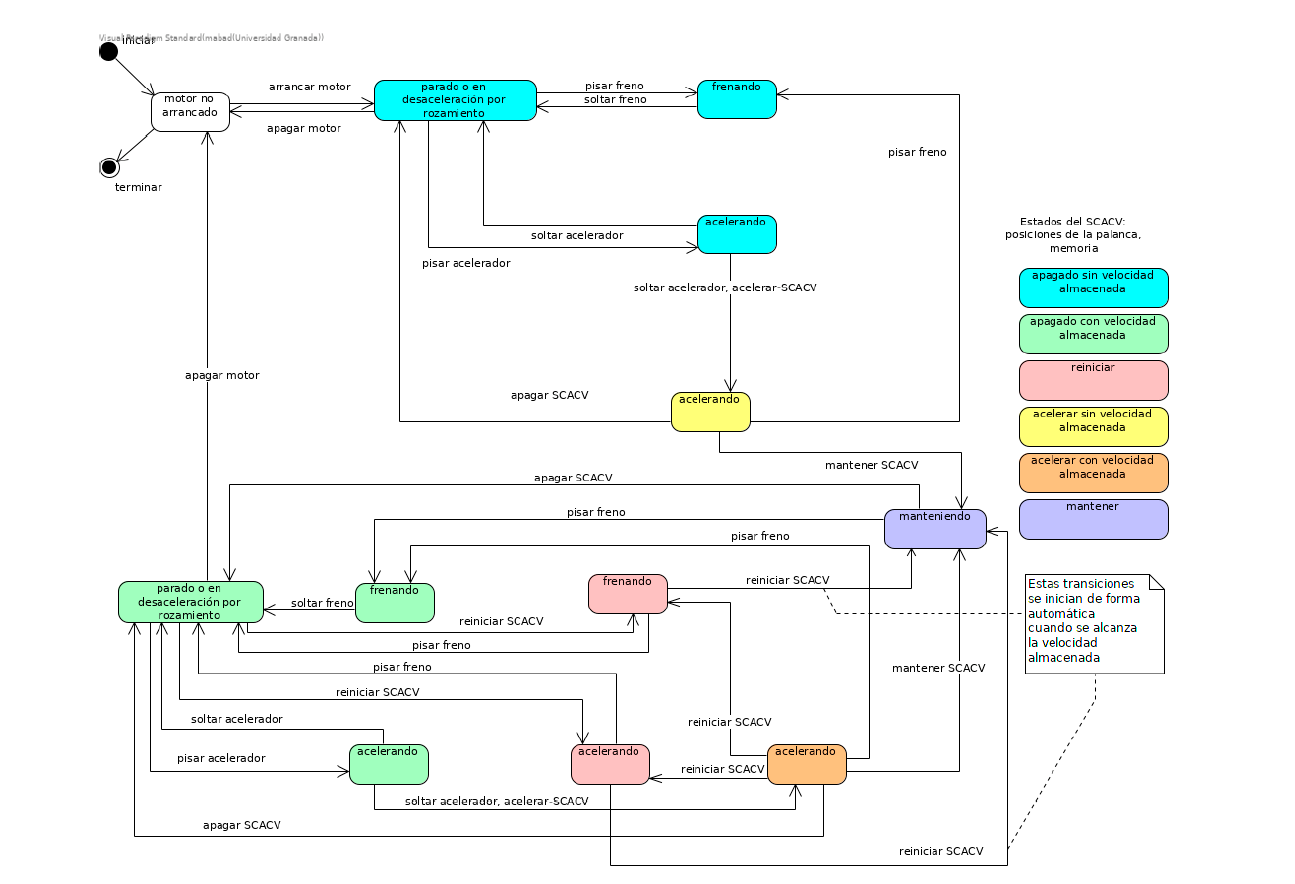 Visual Paradigm Standard(mabad(Universidad Granada))
iniciar
motor no
arrancado
arrancar motor
apagar motor
parado o en
desaceleración por
rozamiento
pisar freno
soltar freno
frenando
pisar freno
terminar
acelerando
soltar acelerador
pisar acelerador
Estados del SCACV:
posiciones de la palanca,
memoria
apagado sin velocidad
almacenada
soltar acelerador, acelerar-SCACV
apagado con velocidad
almacenada
reiniciar
apagar motor
apagar SCACV
acelerando
acelerar sin velocidad
almacenada
mantener SCACV
acelerar con velocidad
almacenada
apagar SCACV
mantener
pisar freno
manteniendo
pisar freno
parado o en
desaceleración por
rozamiento
frenando
soltar freno
frenando
reiniciar SCACV
Estas transiciones
se inician de forma
automática
cuando se alcanza
la velocidad
almacenada
reiniciar SCACV
pisar freno
pisar freno
mantener SCACV
reiniciar SCACV
soltar acelerador
reiniciar SCACV
pisar acelerador
acelerando
acelerando
reiniciar SCACV
acelerando
soltar acelerador, acelerar-SCACV
apagar SCACV
reiniciar SCACV